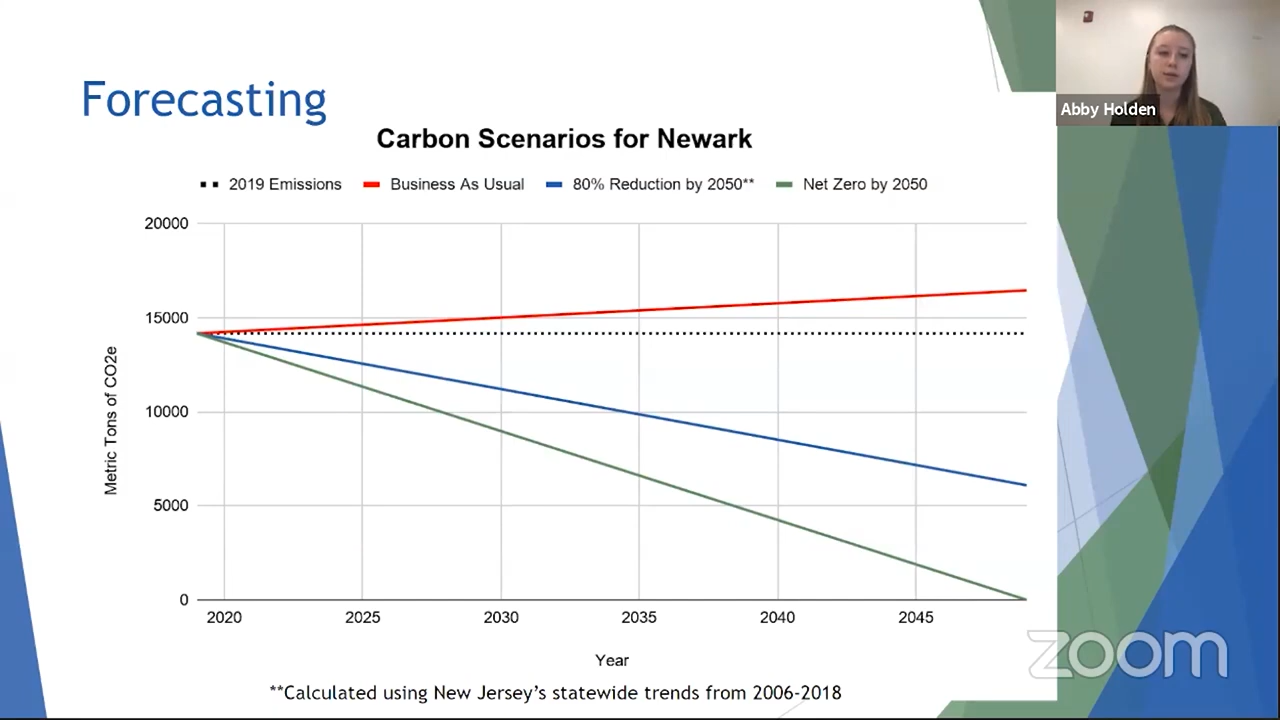 Forecasting
Abby Holden
Carbon Scenarios for Newark
2019 Emissions Business As Usual 80% Reduction by 2050** Net Zero by 2050
20000
15000
10000
5000
0
Metric Tons of CO2e
2020 2025 2030 2035 2040 2045
Year
**Calculated using New Jersey's statewide trends from 2006-2018
zoom